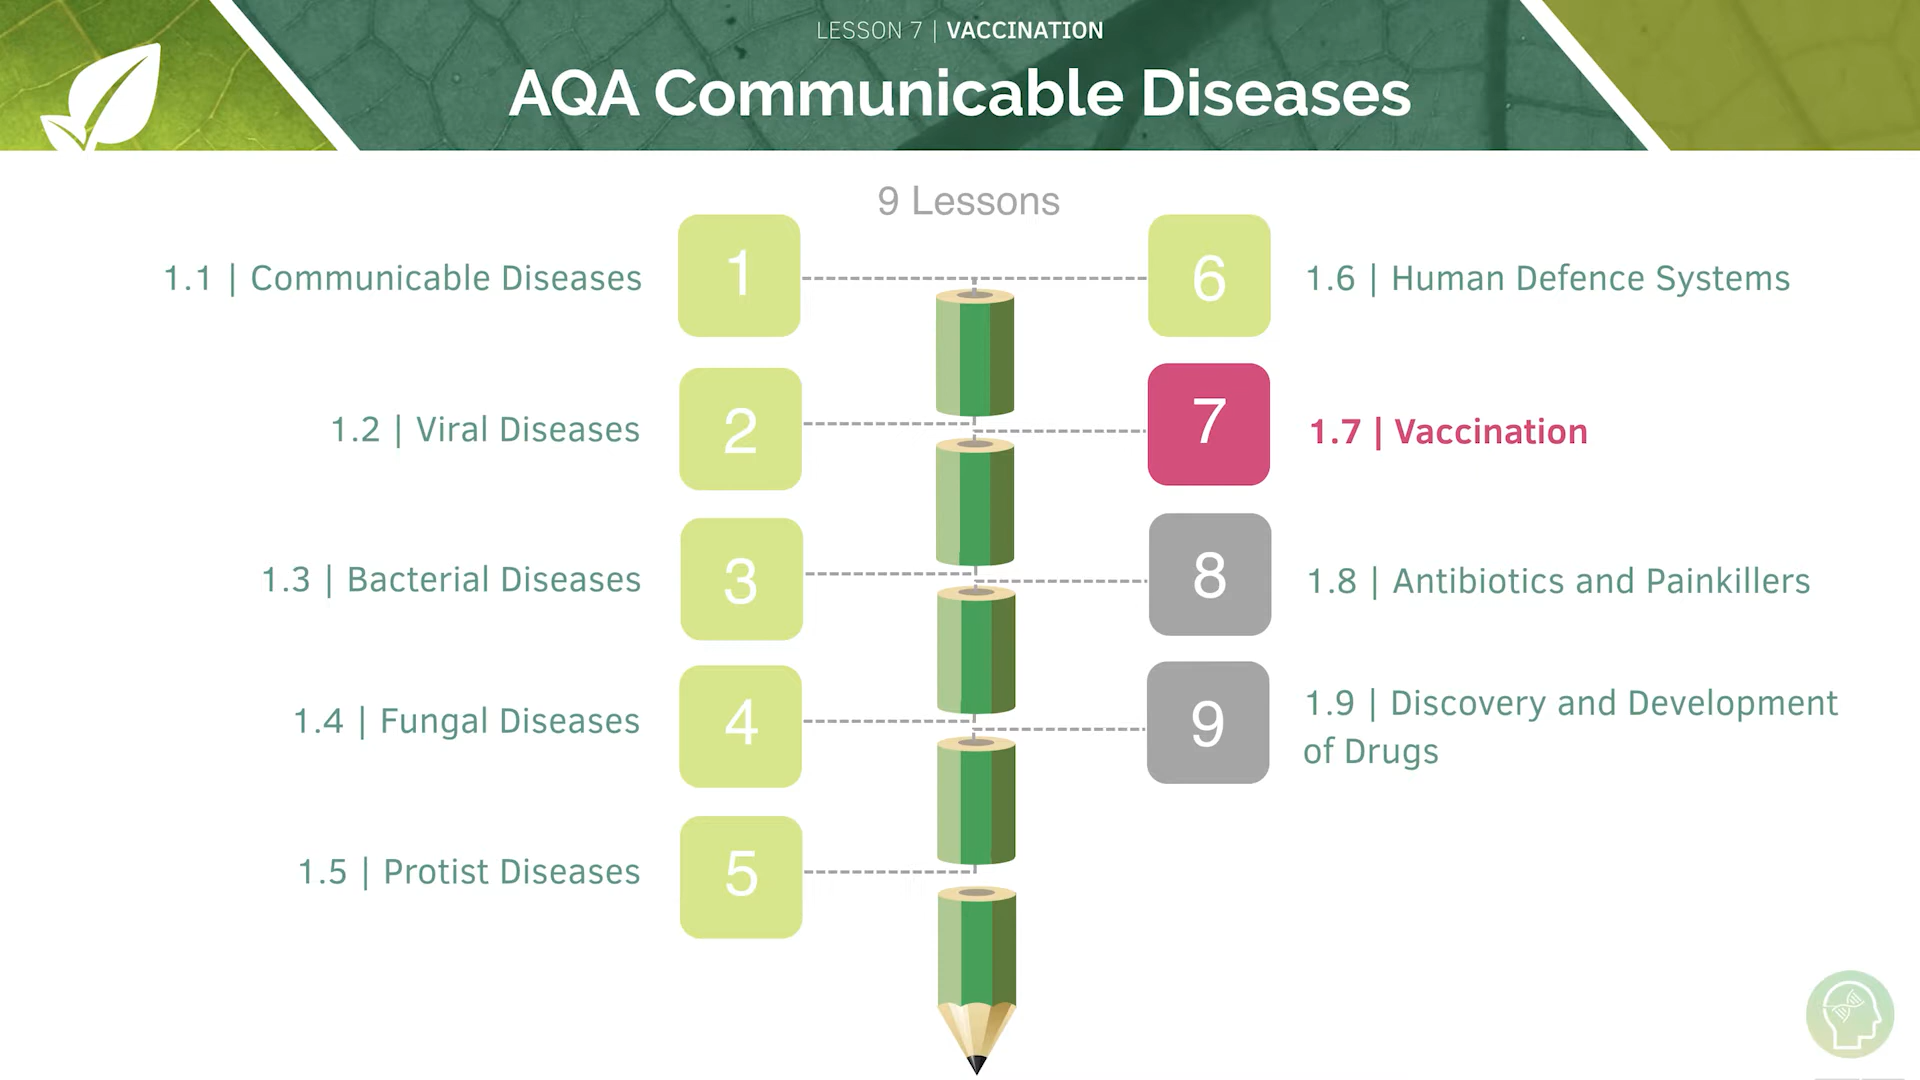 LESSON 7 | VACCINATION
AQA Communicable Diseases
9 Lessons
1.1 | Communicable Diseases
1
1.2 | Viral Diseases
2
1.3 | Bacterial Diseases
3
1.4 | Fungal Diseases
4
1.5 | Protist Diseases
5
6
1.6 | Human Defence Systems
7
1.7 | Vaccination
8
1.8 | Antibiotics and Painkillers
9
1.9 | Discovery and Development
of Drugs